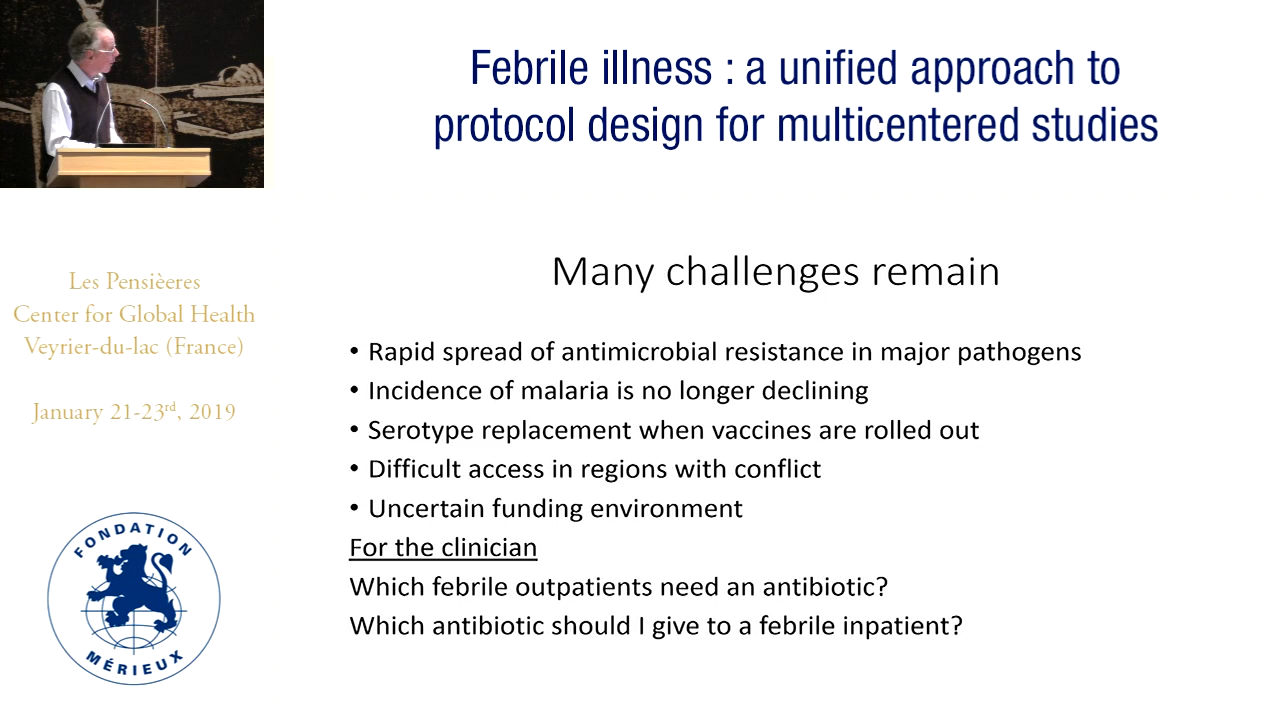 Febrile illness : a unified approach to
protocol design for multicentered studies
Les Pensièeres
Center for Global Health
Veyrier-du-lac (France)
January 21-23rd, 2019
FONDATION
MÉRIEUX
Many challenges remain
• Rapid spread of antimicrobial resistance in major pathogens
• Incidence of malaria is no longer declining
• Serotype replacement when vaccines are rolled out
• Difficult access in regions with conflict
• Uncertain funding environment
For the clinician
Which febrile outpatients need an antibiotic?
Which antibiotic should I give to a febrile inpatient?